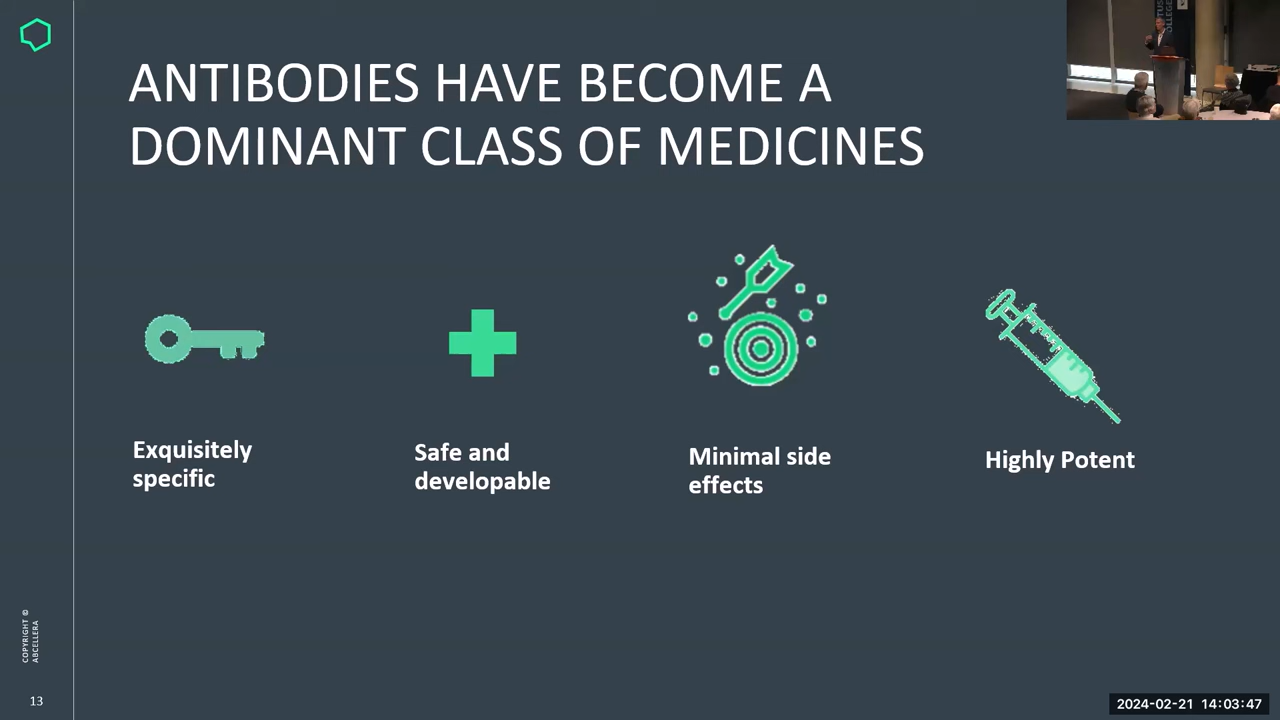 ANTIBODIES HAVE BECOME A
DOMINANT CLASS OF MEDICINES
Exquisitely
specific
Safe and
developable
Minimal side
effects
Highly Potent
COPYRIGHT ©
ABCELLERA
13
2024-02-21 14:03:47